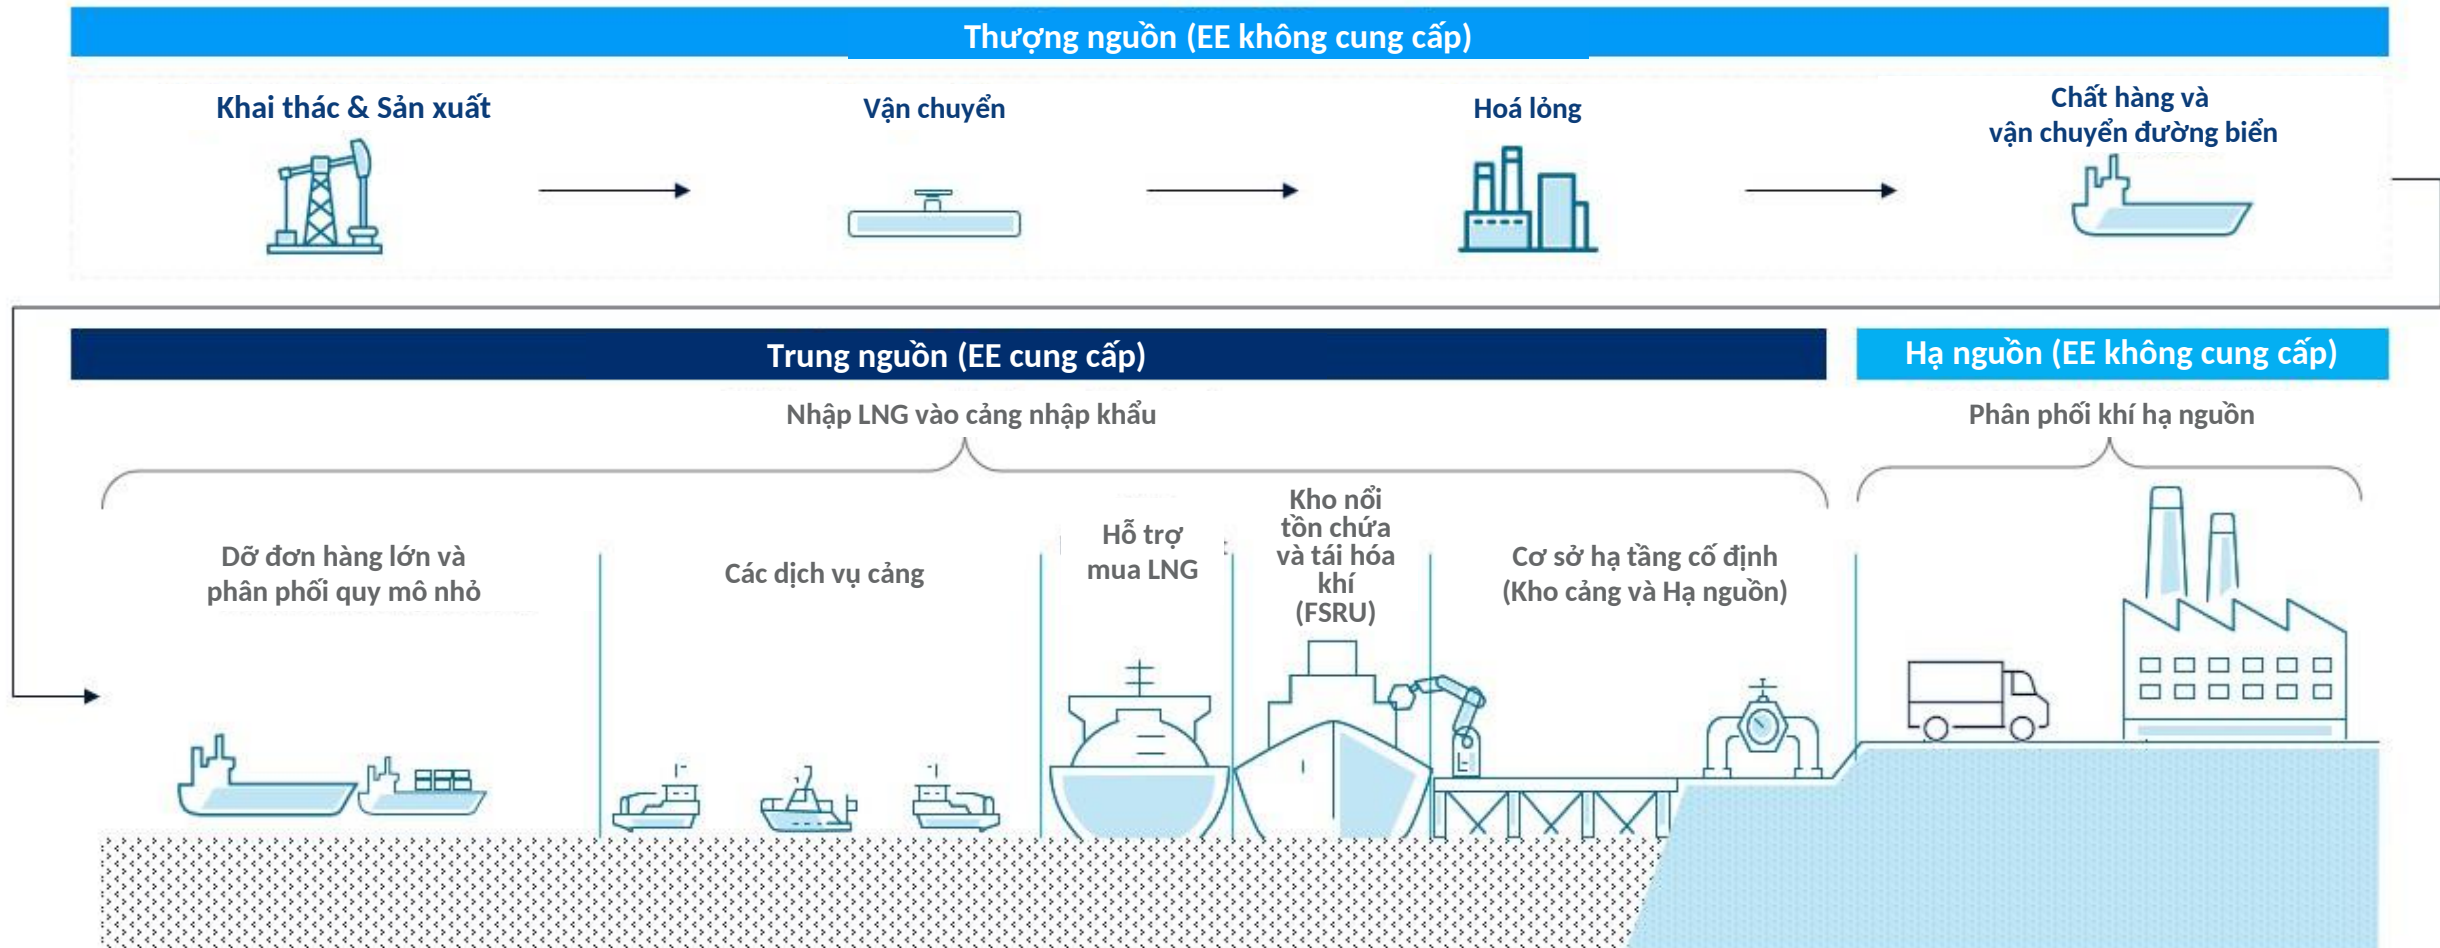 Thượng nguồn (EE không cung cấp)
Khai thác & Sản xuất
Vận chuyển
Hoá lỏng
Chất hàng và
vận chuyển đường biển
Trung nguồn (EE cung cấp)
Hạ nguồn (EE không cung cấp)
Nhập LNG vào cảng nhập khẩu
Phân phối khí hạ nguồn
Dỡ đơn hàng lớn và
phân phối quy mô nhỏ
Các dịch vụ cảng
Hỗ trợ
mua LNG
Kho nổi
tồn chứa
và tái hóa
khí
(FSRU)
Cơ sở hạ tầng cố định
(Kho cảng và Hạ nguồn)